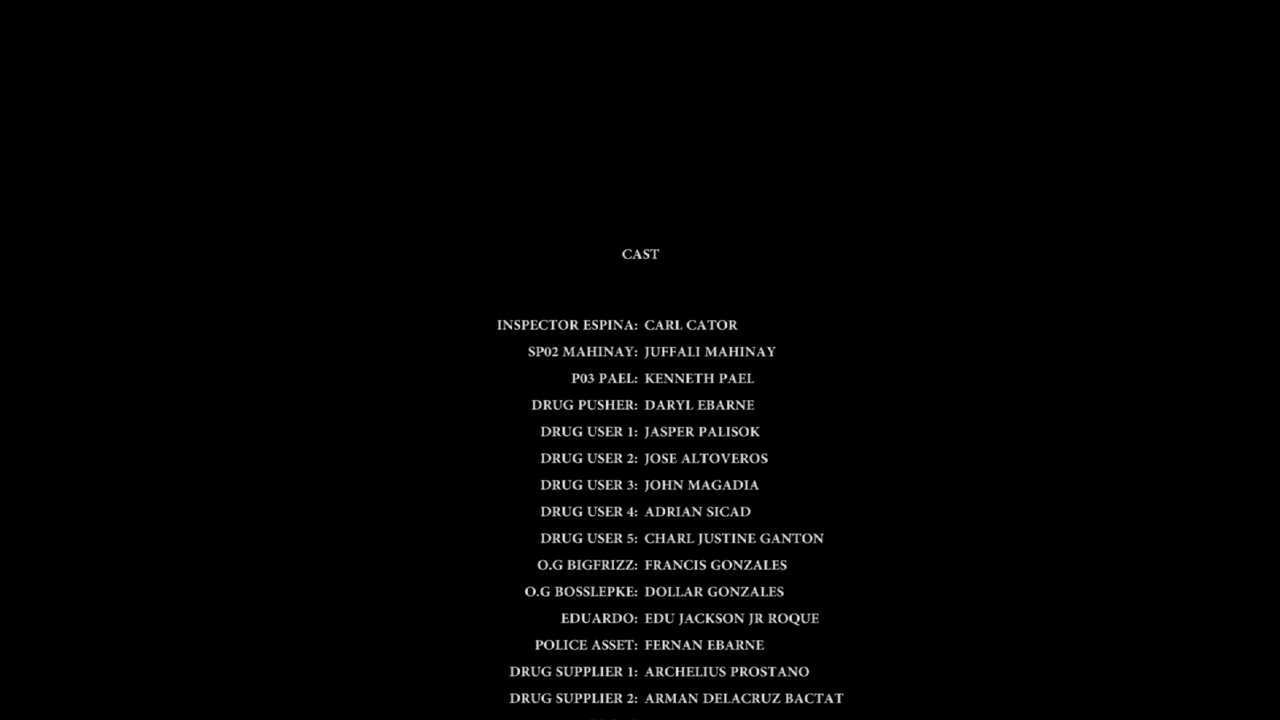 CAST
INSPECTOR ESPINA: CARL CATOR
SP02 MAHINAY: JUFFALI MAHINAY
P03 PAEL: KENNETH PAEL
DRUG PUSHER: DARYL EBARNE
DRUG USER 1: JASPER PALISOK
DRUG USER 2: JOSE ALTOVEROS
DRUG USER 3: JOHN MAGADIA
DRUG USER 4: ADRIAN SICAD
DRUG USER 5: CHARL JUSTINE GANTON
O.G BIGFRIZZ: FRANCIS GONZALES
O.G BOSSLEPKE: DOLLAR GONZALES
EDUARDO: EDU JACKSON JR ROQUE
POLICE ASSET: FERNAN EBARNE
DRUG SUPPLIER 1: ARCHELIUS PROSTANO
DRUG SUPPLIER 2: ARMAN DELACRUZ BACTAT